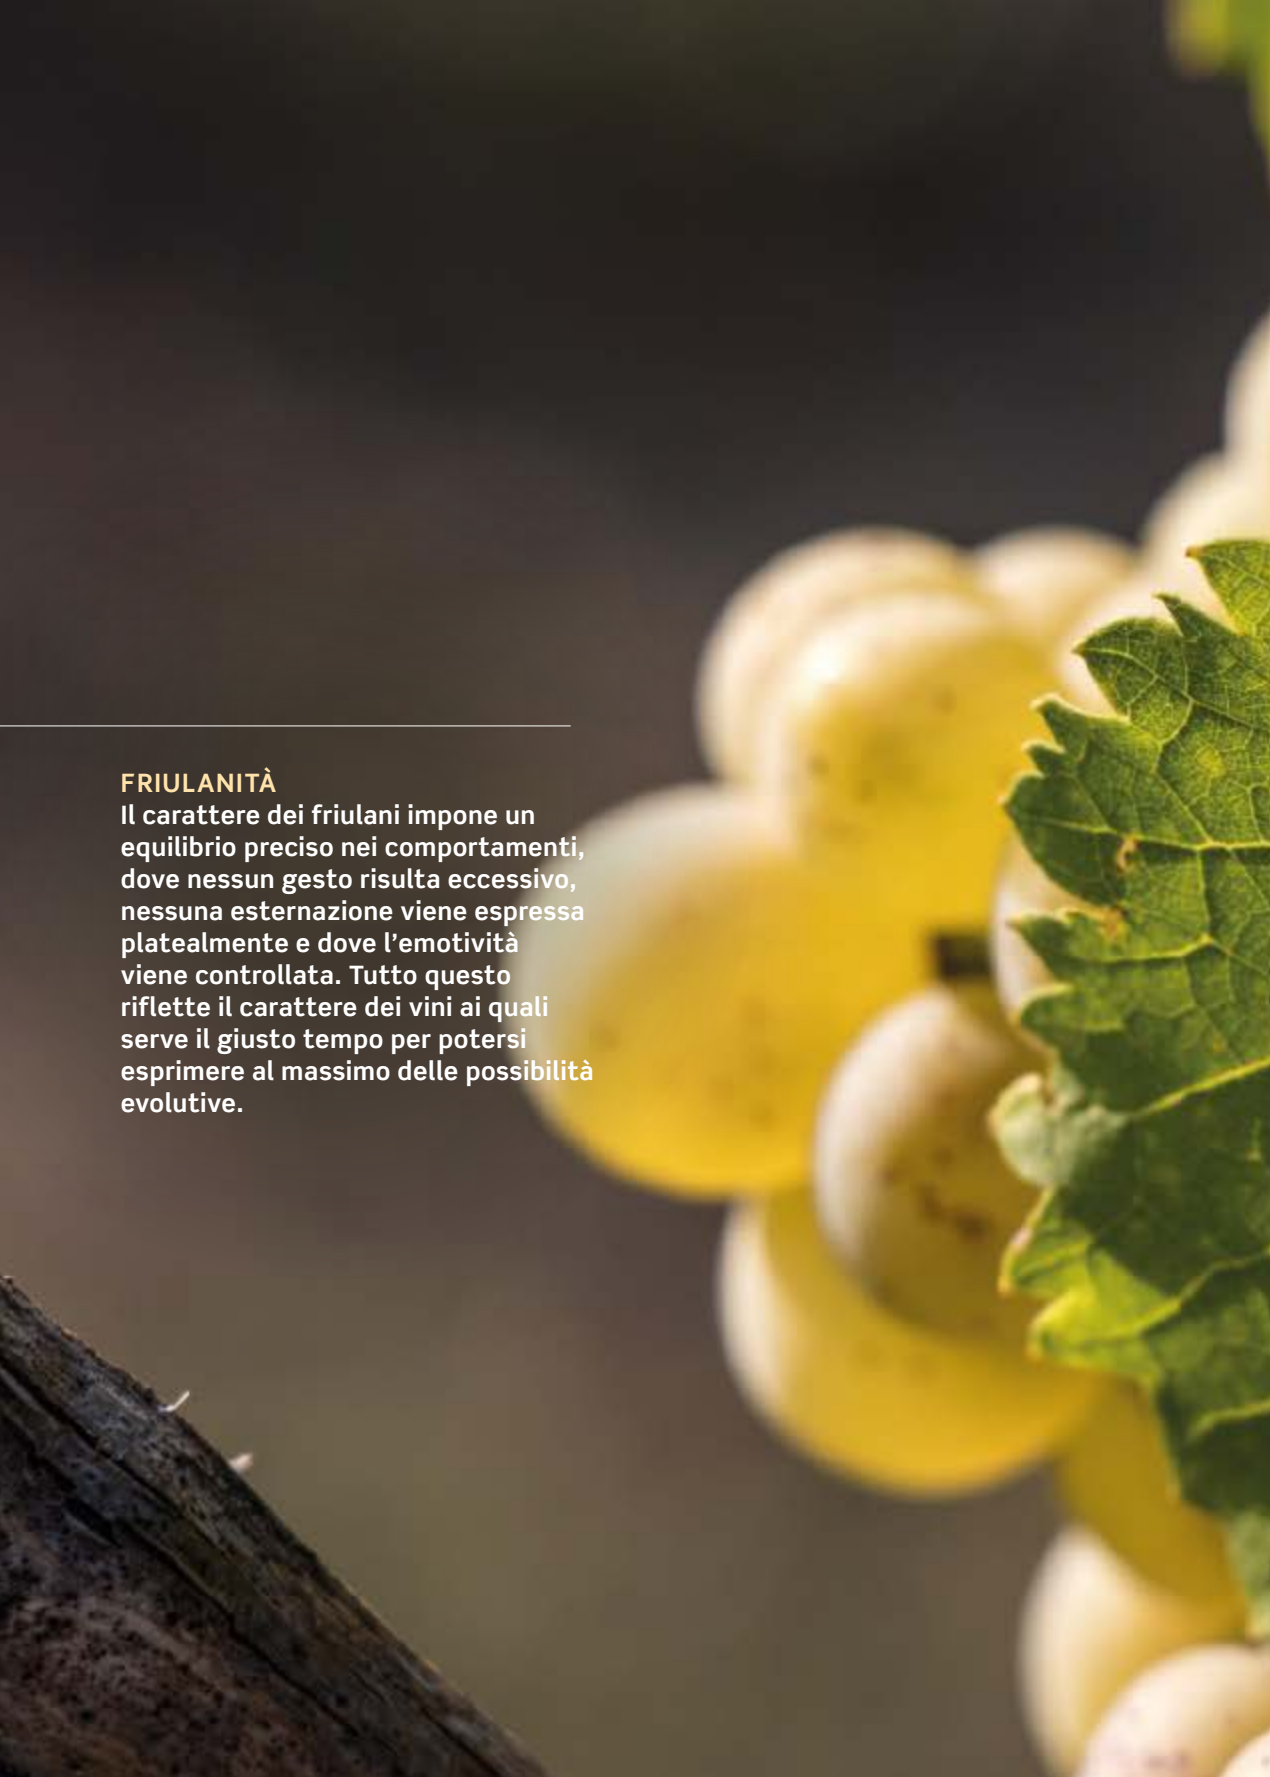 FRIULANITÀ
Il carattere dei friulani impone un
equilibrio preciso nei comportamenti,
dove nessun gesto risulta eccessivo,
nessuna esternazione viene espressa
platealmente e dove l’emotività
viene controllata. Tutto questo
riflette il carattere dei vini ai quali
serve il giusto tempo per potersi
esprimere al massimo delle possibilità
evolutive.